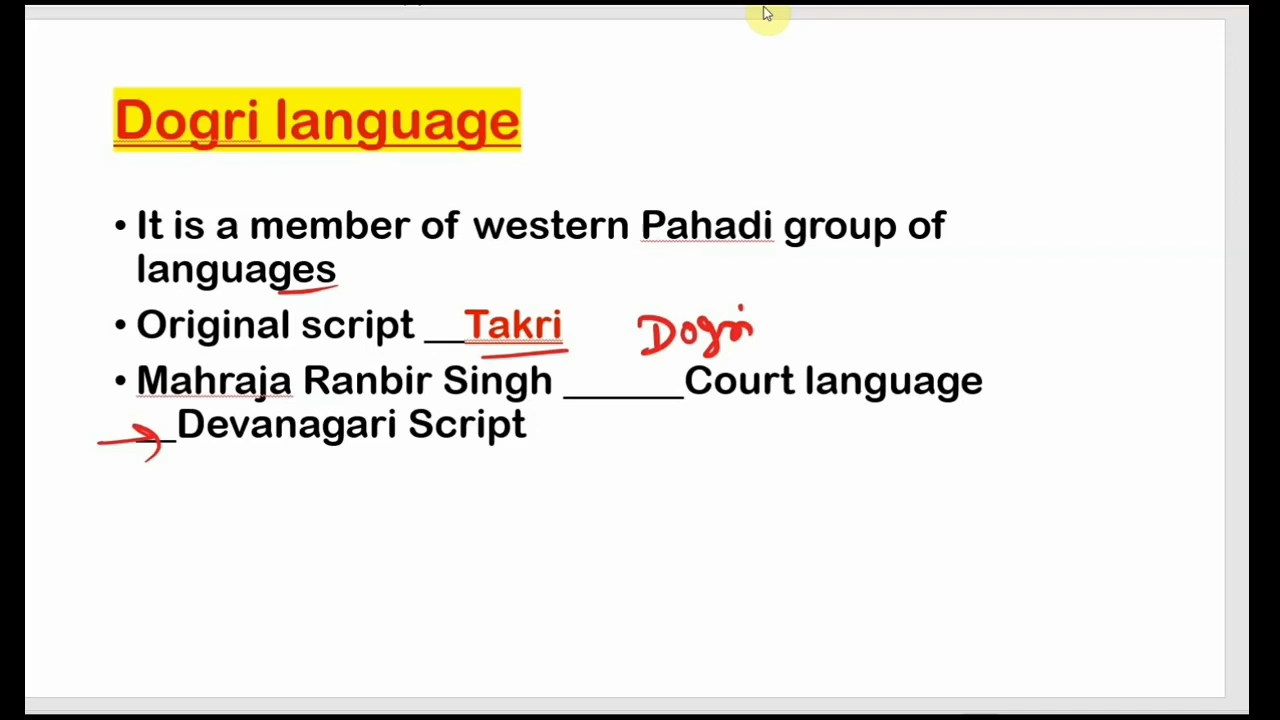 Dogri language
• It is a member of western Pahadi group of
languages
• Original script __Takri Dogri
• Mahraja Ranbir Singh ______Court language
__Devanagari Script